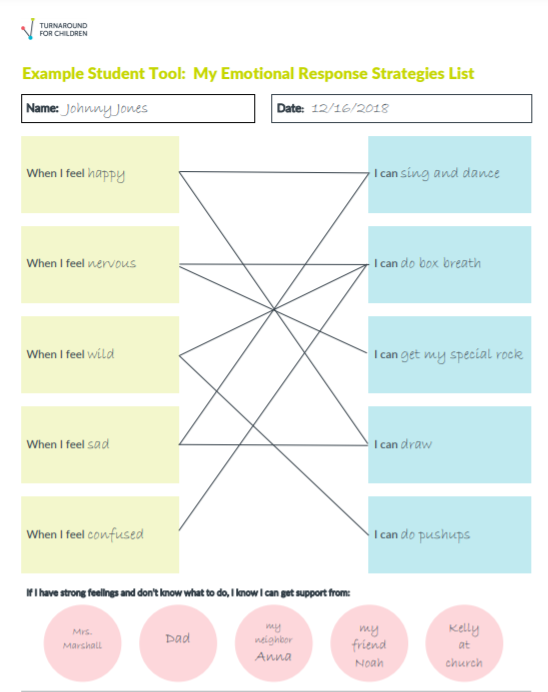 TURNAROUND
FOR CHILDREN
Example Student Tool: My Emotional Response Strategies List
Name: Johnny Jones
Date: 12/16/2018
When I feel happy
I can sing and dance
When I feel nervous
I can do box breath
When I feel wild
I can get my special rock
When I feel sad
I can draw
When I feel confused
I can do pushups
If I have strong feelings and don't know what to do, I know I can get support from:
Mrs.
Marshall
Dad
my
neighbor
Anna
my
friend
Noah
Kelly
at
church